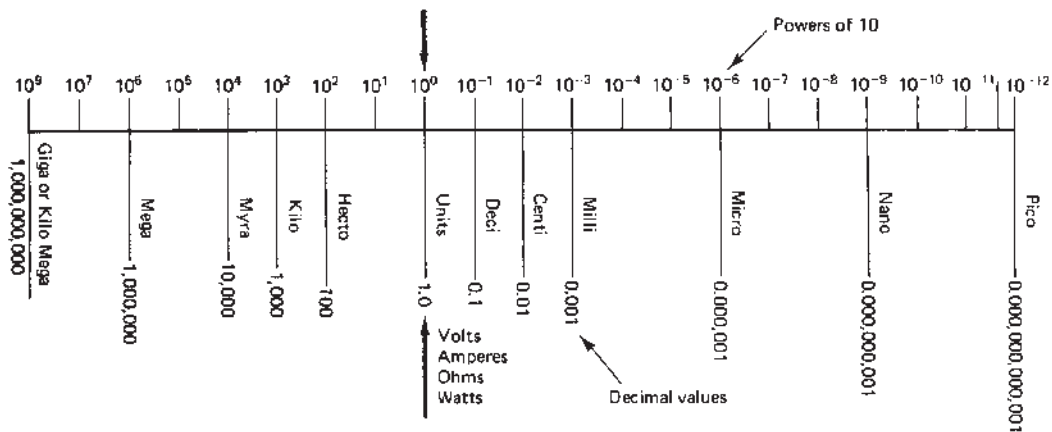 Powers of 10
10⁹ 10⁷ 10⁶ 10⁵ 10⁴ 10³ 10² 10¹ 10⁰ 10⁻¹ 10⁻² 10⁻³ 10⁻⁴ 10⁻⁵ 10⁻⁶ 10⁻⁷ 10⁻⁸ 10⁻⁹ 10⁻¹⁰ 10⁻¹¹ 10⁻¹²
Giga or Kilo Mega
1,000,000,000
Mega
1,000,000
Myra
10,000
Kilo
1,000
Hecto
100
Units
1.0
Deci
0.1
Centi
0.01
Milli
0.001
Micro
0.000,001
Nano
0.000,000,001
Pico
0.000,000,000,001
Volts
Amperes
Ohms
Watts
Decimal values